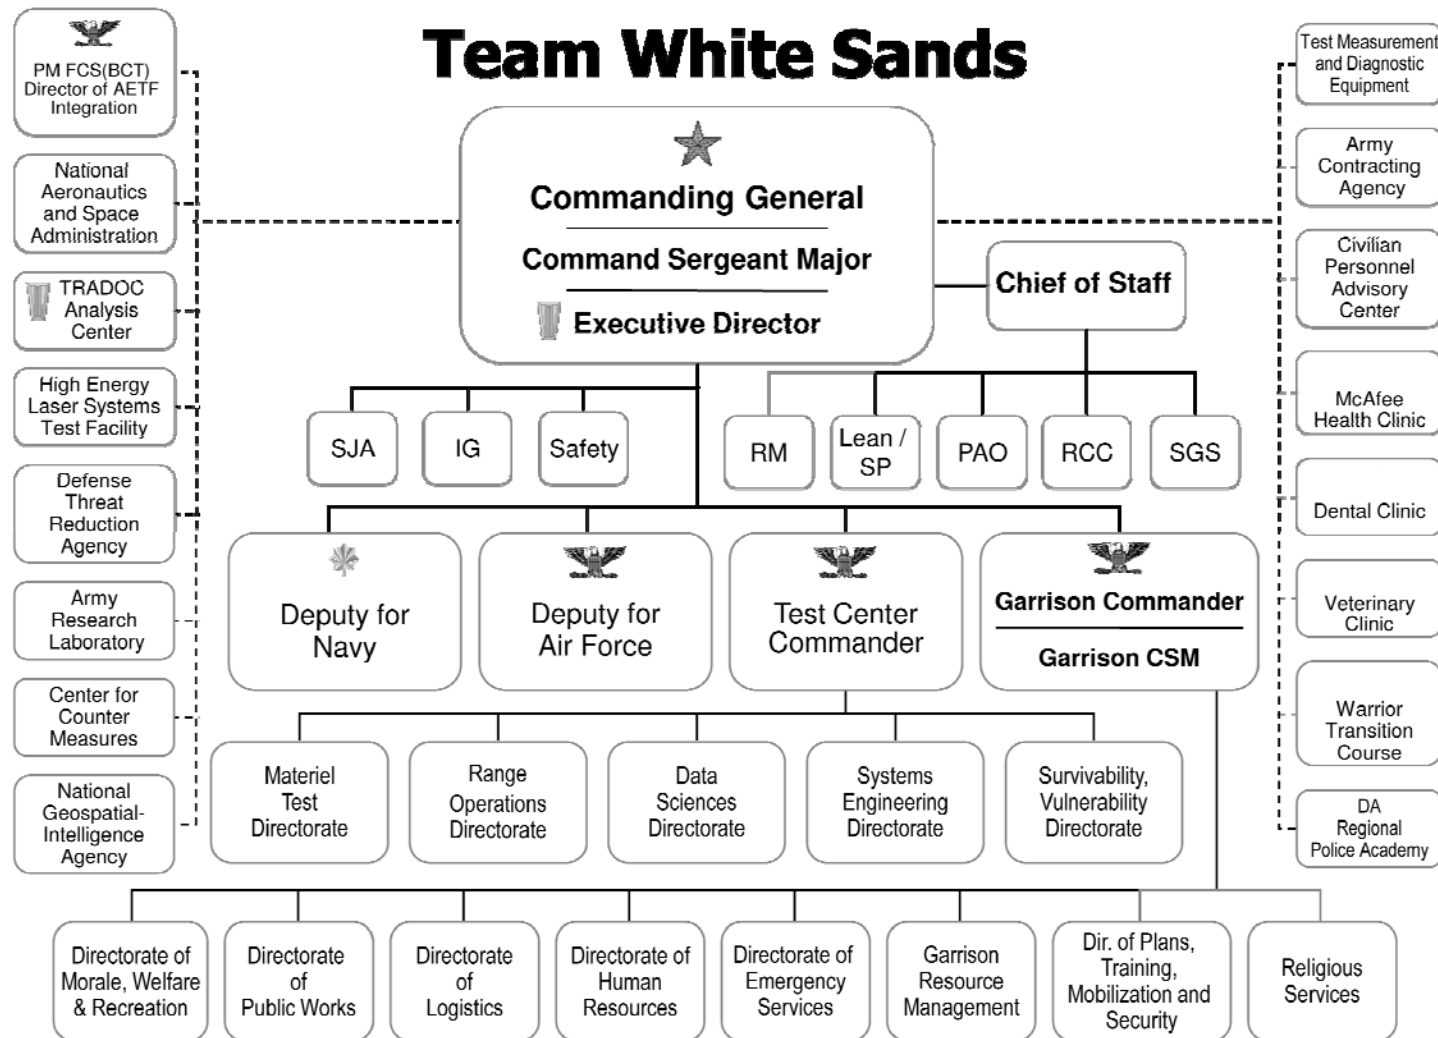 Team White Sands
PM FCS(BCT)
Director of AETF
Integration
National
Aeronautics
and Space
Administration
TRADOC
Analysis
Center
High Energy
Laser Systems
Test Facility
Defense
Threat
Reduction
Agency
Army
Research
Laboratory
Center for
Counter
Measures
National
Geospatial-
Intelligence
Agency
Commanding General
Command Sergeant Major
Executive Director
Chief of Staff
SJA
IG
Safety
RM
Lean /
SP
PAO
RCC
SGS
Deputy for
Navy
Deputy for
Air Force
Test Center
Commander
Garrison Commander
Garrison CSM
Materiel
Test
Directorate
Range
Operations
Directorate
Data
Sciences
Directorate
Systems
Engineering
Directorate
Survivability,
Vulnerability
Directorate
Directorate of
Morale, Welfare
& Recreation
Directorate
of
Public Works
Directorate
of
Logistics
Directorate of
Human
Resources
Directorate of
Emergency
Services
Garrison
Resource
Management
Dir. of Plans,
Training,
Mobilization and
Security
Religious
Services
Test Measurement
and Diagnostic
Equipment
Army
Contracting
Agency
Civilian
Personnel
Advisory
Center
McAfee
Health Clinic
Dental Clinic
Veterinary
Clinic
Warrior
Transition
Course
DA
Regional
Police Academy